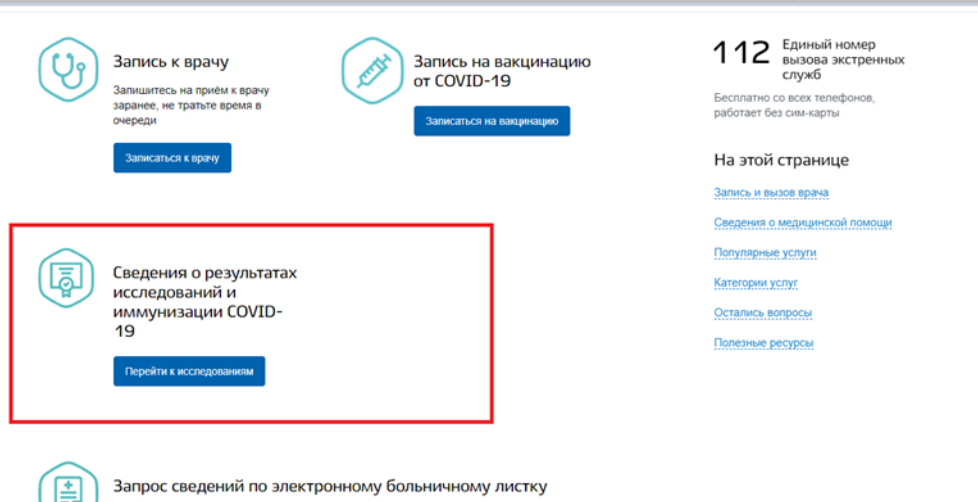 Запись к врачу
Запишитесь на приём к врачу
заранее, не тратьте время в
очереди
Записаться к врачу
Запись на вакцинацию
от COVID-19
Записаться на вакцинацию
112
Единый номер
вызова экстренных
служб
Бесплатно со всех телефонов,
работает без сим-карты
На этой странице
Запись и вызов врача
Сведения о медицинской помощи
Популярные услуги
Категории услуг
Остались вопросы
Полезные ресурсы
Сведения о результатах
исследований и
иммунизации COVID-
19
Перейти к исследованиям
Запрос сведений по электронному больничному листку